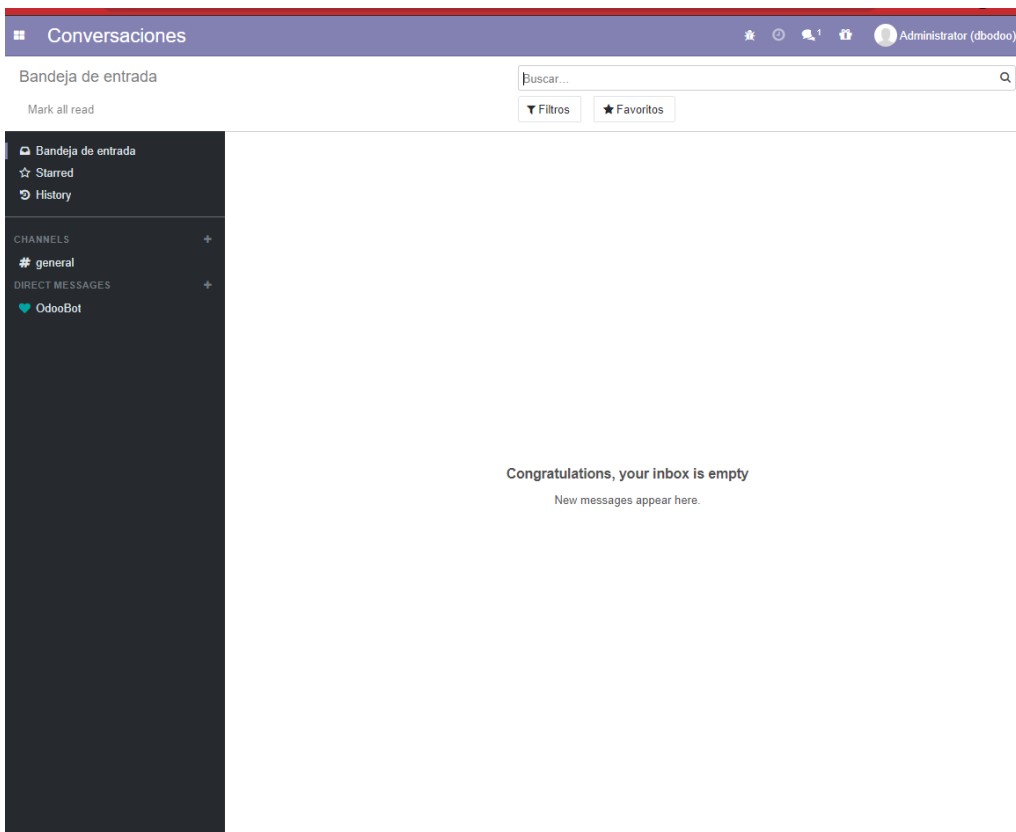 Conversaciones
1
Administrator (dbodoo)
Bandeja de entrada
Buscar...
Mark all read
Filtros
Favoritos
Bandeja de entrada
Starred
History
CHANNELS +
# general
DIRECT MESSAGES +
OdooBot
Congratulations, your inbox is empty
New messages appear here.